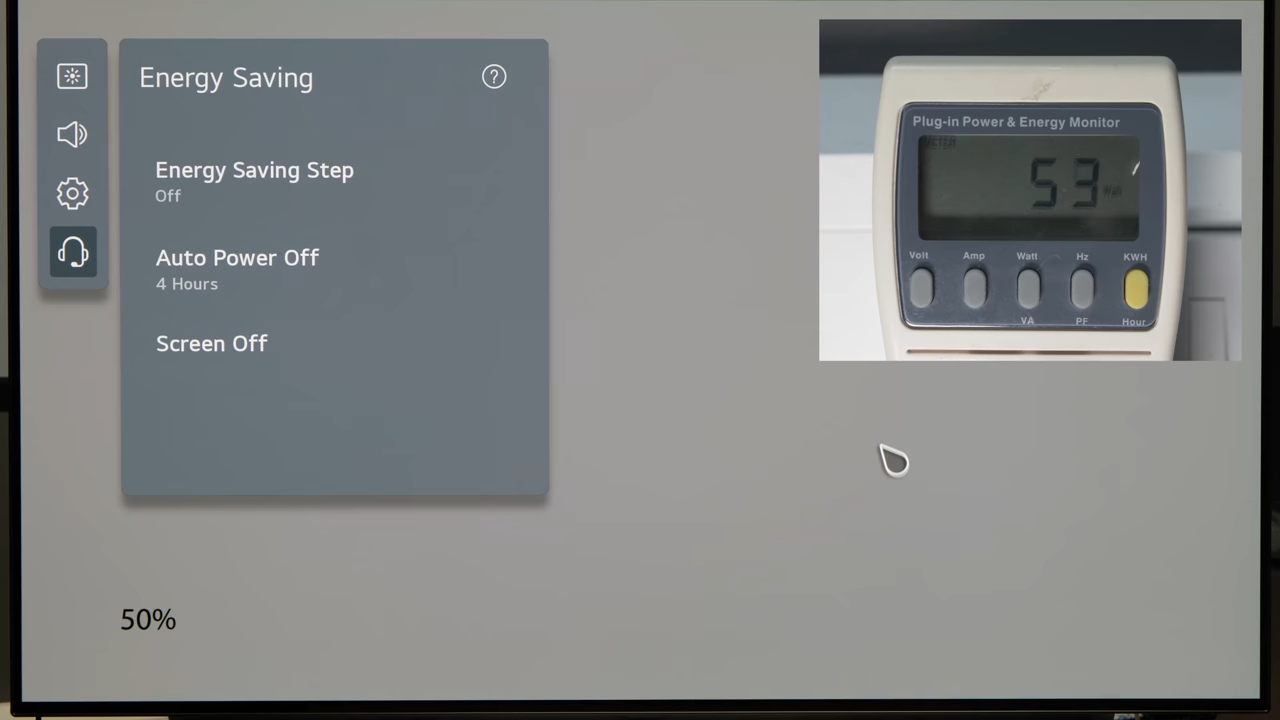 Energy Saving
Energy Saving Step
Off
Auto Power Off
4 Hours
Screen Off
50%
Plug-in Power & Energy Monitor
METER
53
Volt Amp Watt Hz KWH
VA PF Hour